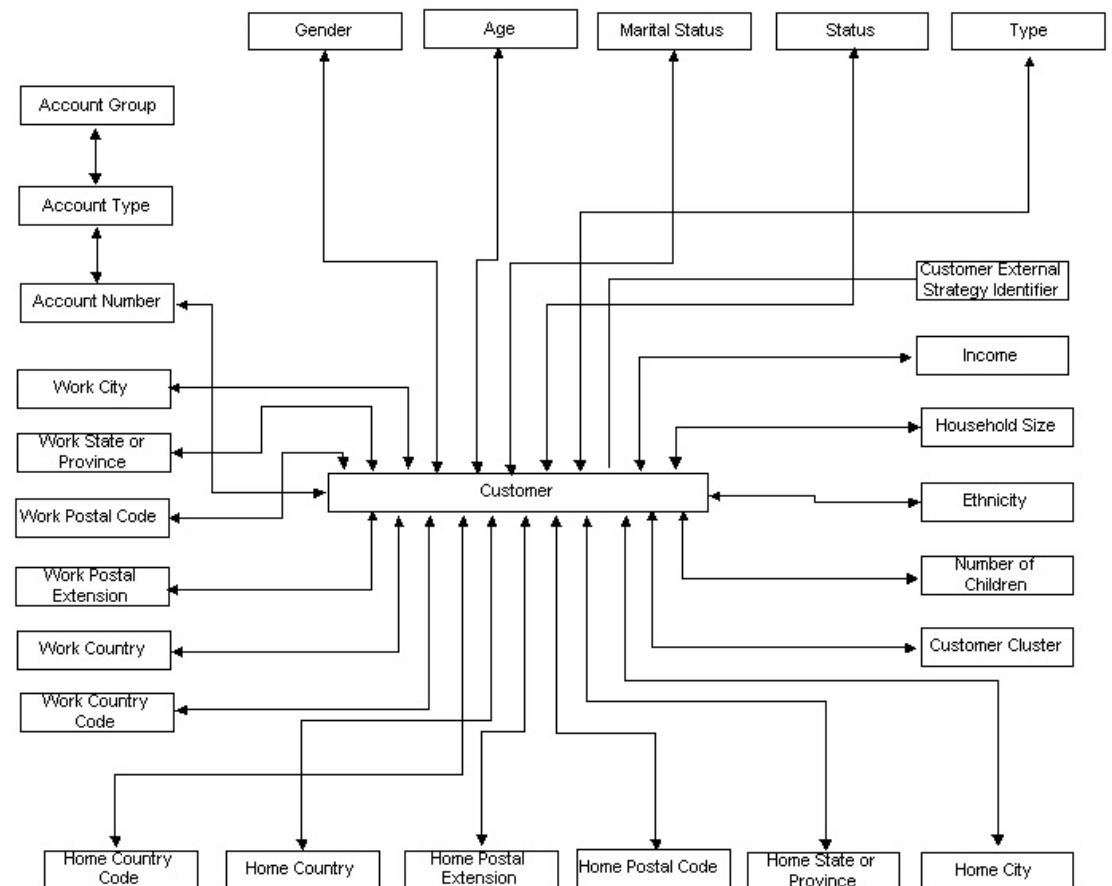 Gender
Age
Marital Status
Status
Type
Account Group
Account Type
Account Number
Customer External
Strategy Identifier
Income
Work City
Household Size
Work State or
Province
Customer
Ethnicity
Work Postal Code
Work Postal
Extension
Number of
Children
Work Country
Customer Cluster
Work Country
Code
Home Country
Code
Home Country
Home Postal
Extension
Home Postal Code
Home State or
Province
Home City